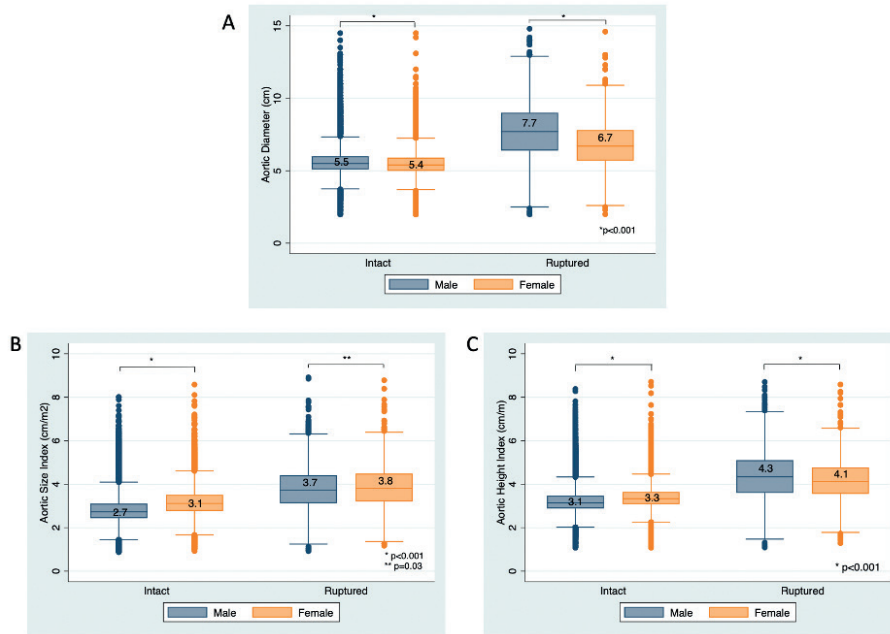 A
Aortic Diameter (cm)
15
10
5
0
*
*
5.5
5.4
7.7
6.7
*p<0.001
Intact
Ruptured
Male
Female
B
Aortic Size Index (cm/m2)
10
8
6
4
2
0
*
**
2.7
3.1
3.7
3.8
* p<0.001
** p=0.03
Intact
Ruptured
Male
Female
C
Aortic Height Index (cm/m)
10
8
6
4
2
0
*
*
3.1
3.3
4.3
4.1
* p<0.001
Intact
Ruptured
Male
Female